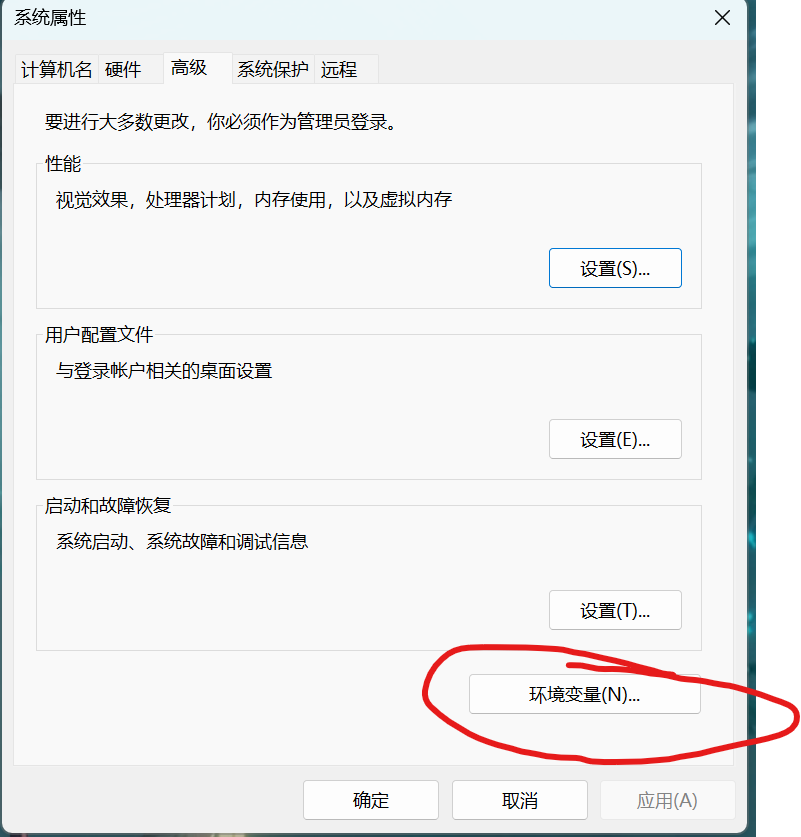 系统属性
计算机名 硬件 高级 系统保护 远程
要进行大多数更改，你必须作为管理员登录。
性能
视觉效果，处理器计划，内存使用，以及虚拟内存
设置(S)...
用户配置文件
与登录帐户相关的桌面设置
设置(E)...
启动和故障恢复
系统启动、系统故障和调试信息
设置(T)...
环境变量(N)...
确定 取消 应用(A)